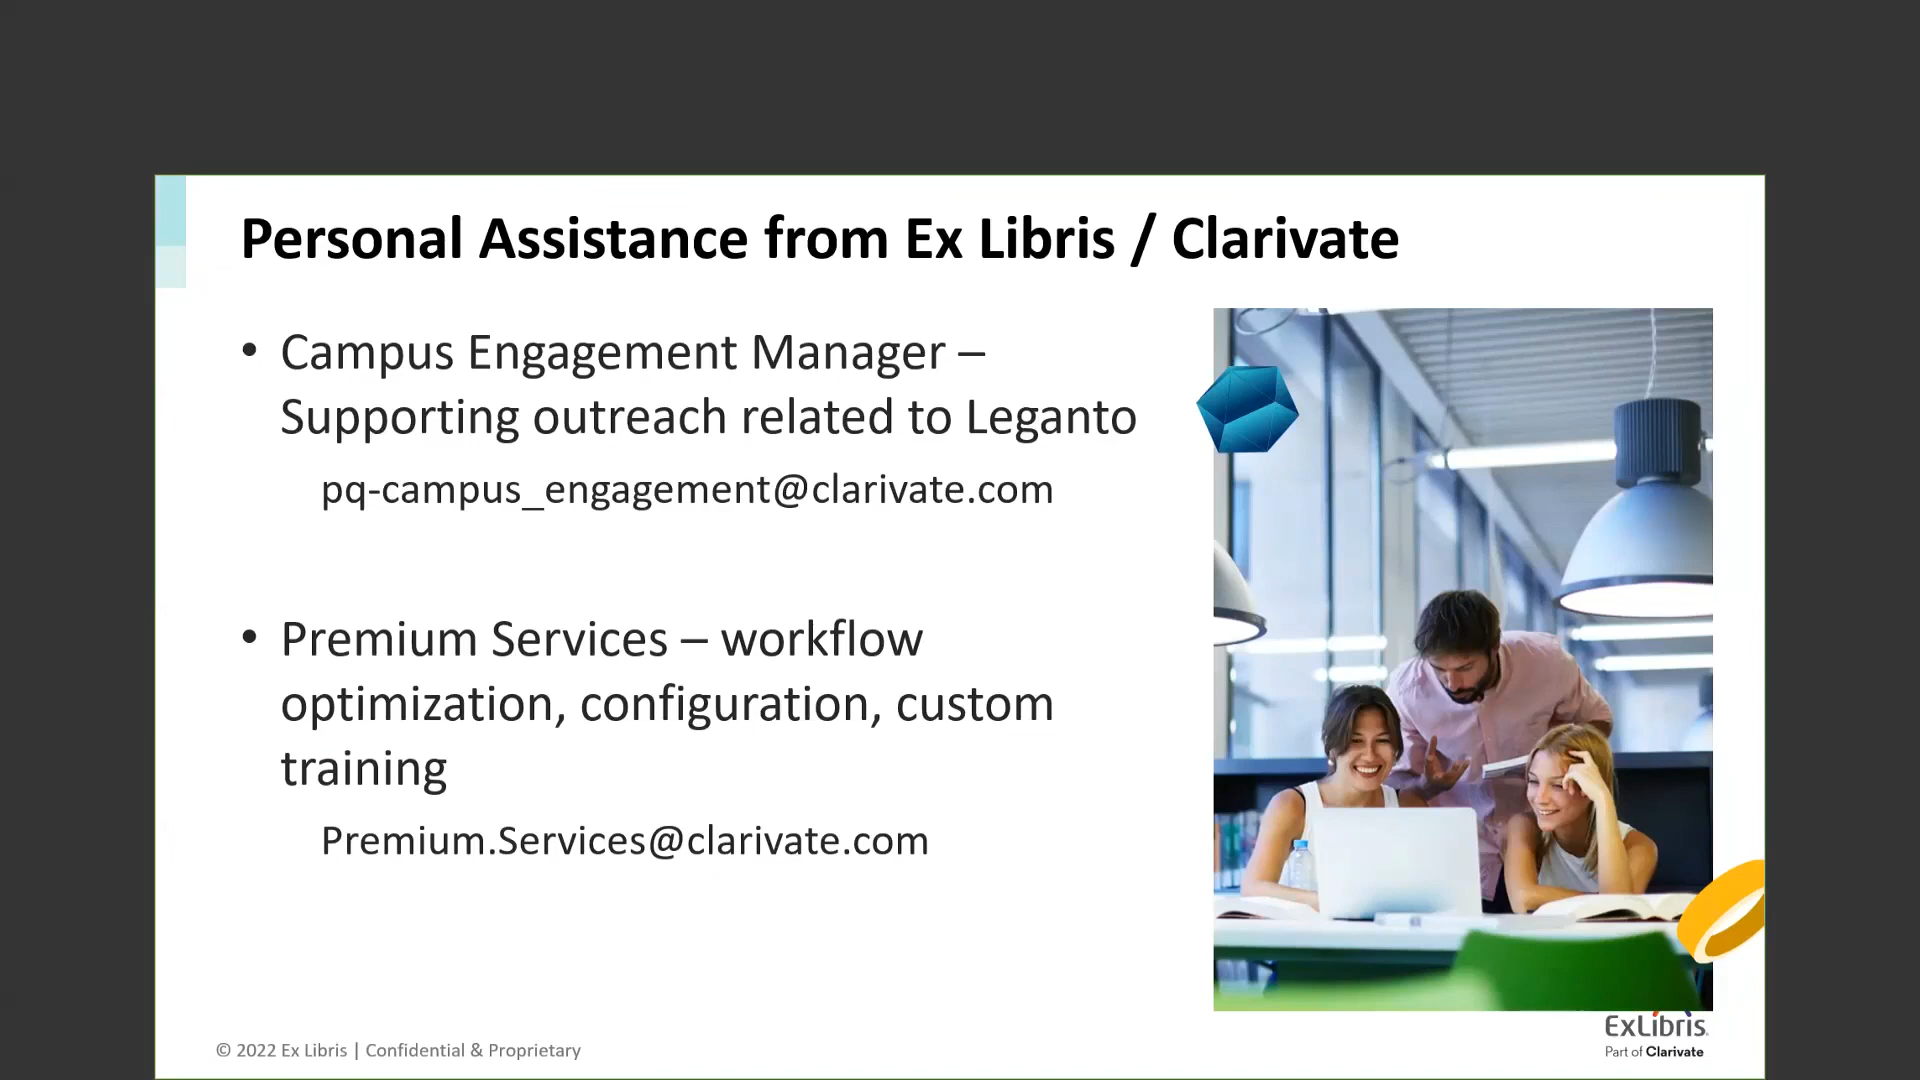 Personal Assistance from Ex Libris / Clarivate
• Campus Engagement Manager –
Supporting outreach related to Leganto
pq-campus_engagement@clarivate.com
• Premium Services – workflow
optimization, configuration, custom
training
Premium.Services@clarivate.com
© 2022 Ex Libris | Confidential & Proprietary
ExLibris
Part of Clarivate